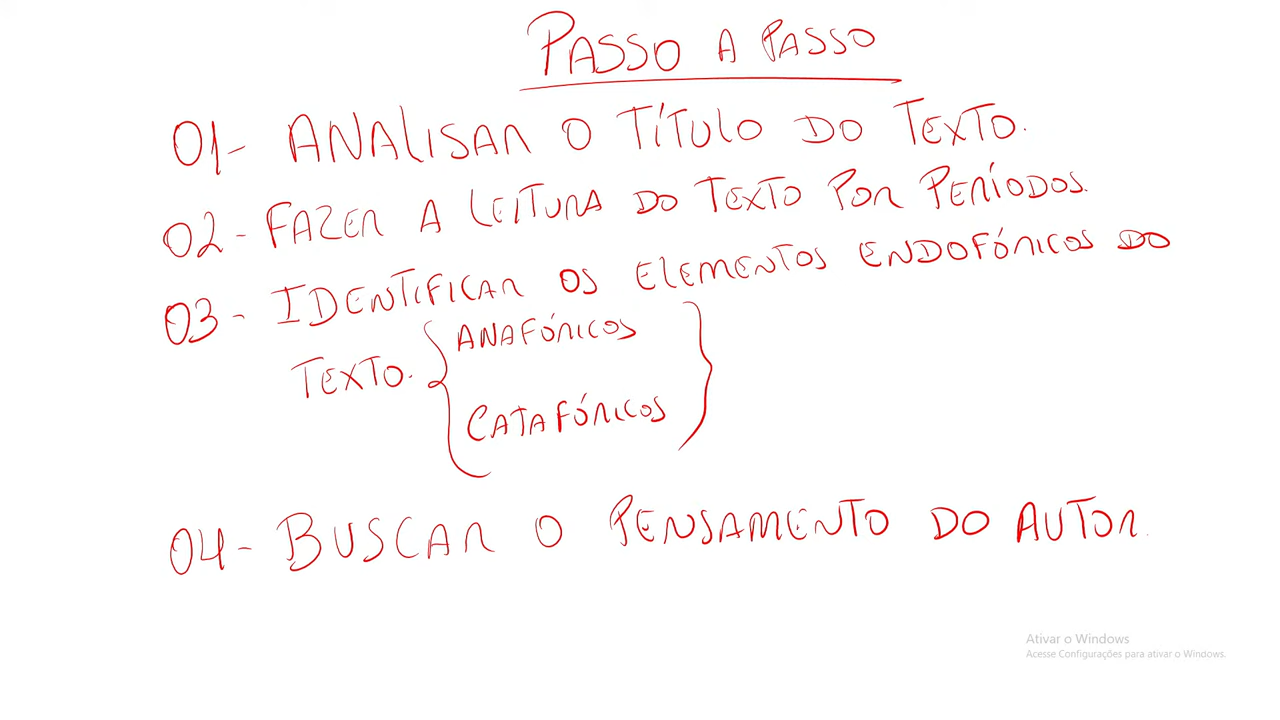 PASSO A PASSO
01- ANALISAR O TÍTULO DO TEXTO.
02- FAZER A LEITURA DO TEXTO POR PERÍODOS.
03- IDENTIFICAR OS ELEMENTOS ENDOFÓRICOS DO
TEXTO. { ANAFÓRICOS
CATAFÓRICOS }
04- BUSCAR O PENSAMENTO DO AUTOR.
Ativar o Windows
Acesse Configurações para ativar o Windows.